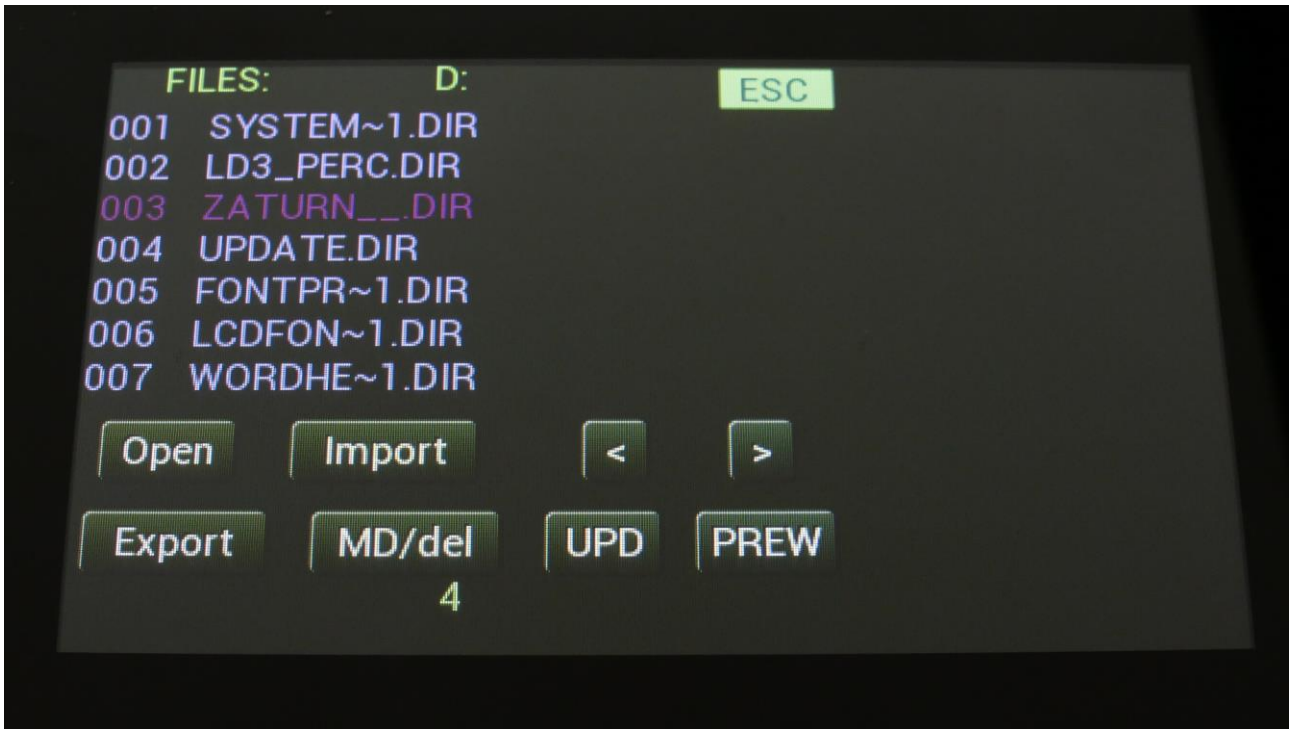 FILES: D: ESC
001 SYSTEM~1.DIR
002 LD3_PERC.DIR
003 ZATURN__.DIR
004 UPDATE.DIR
005 FONTPR~1.DIR
006 LCDFON~1.DIR
007 WORDHE~1.DIR
Open Import < >
Export MD/del UPD PREW
4